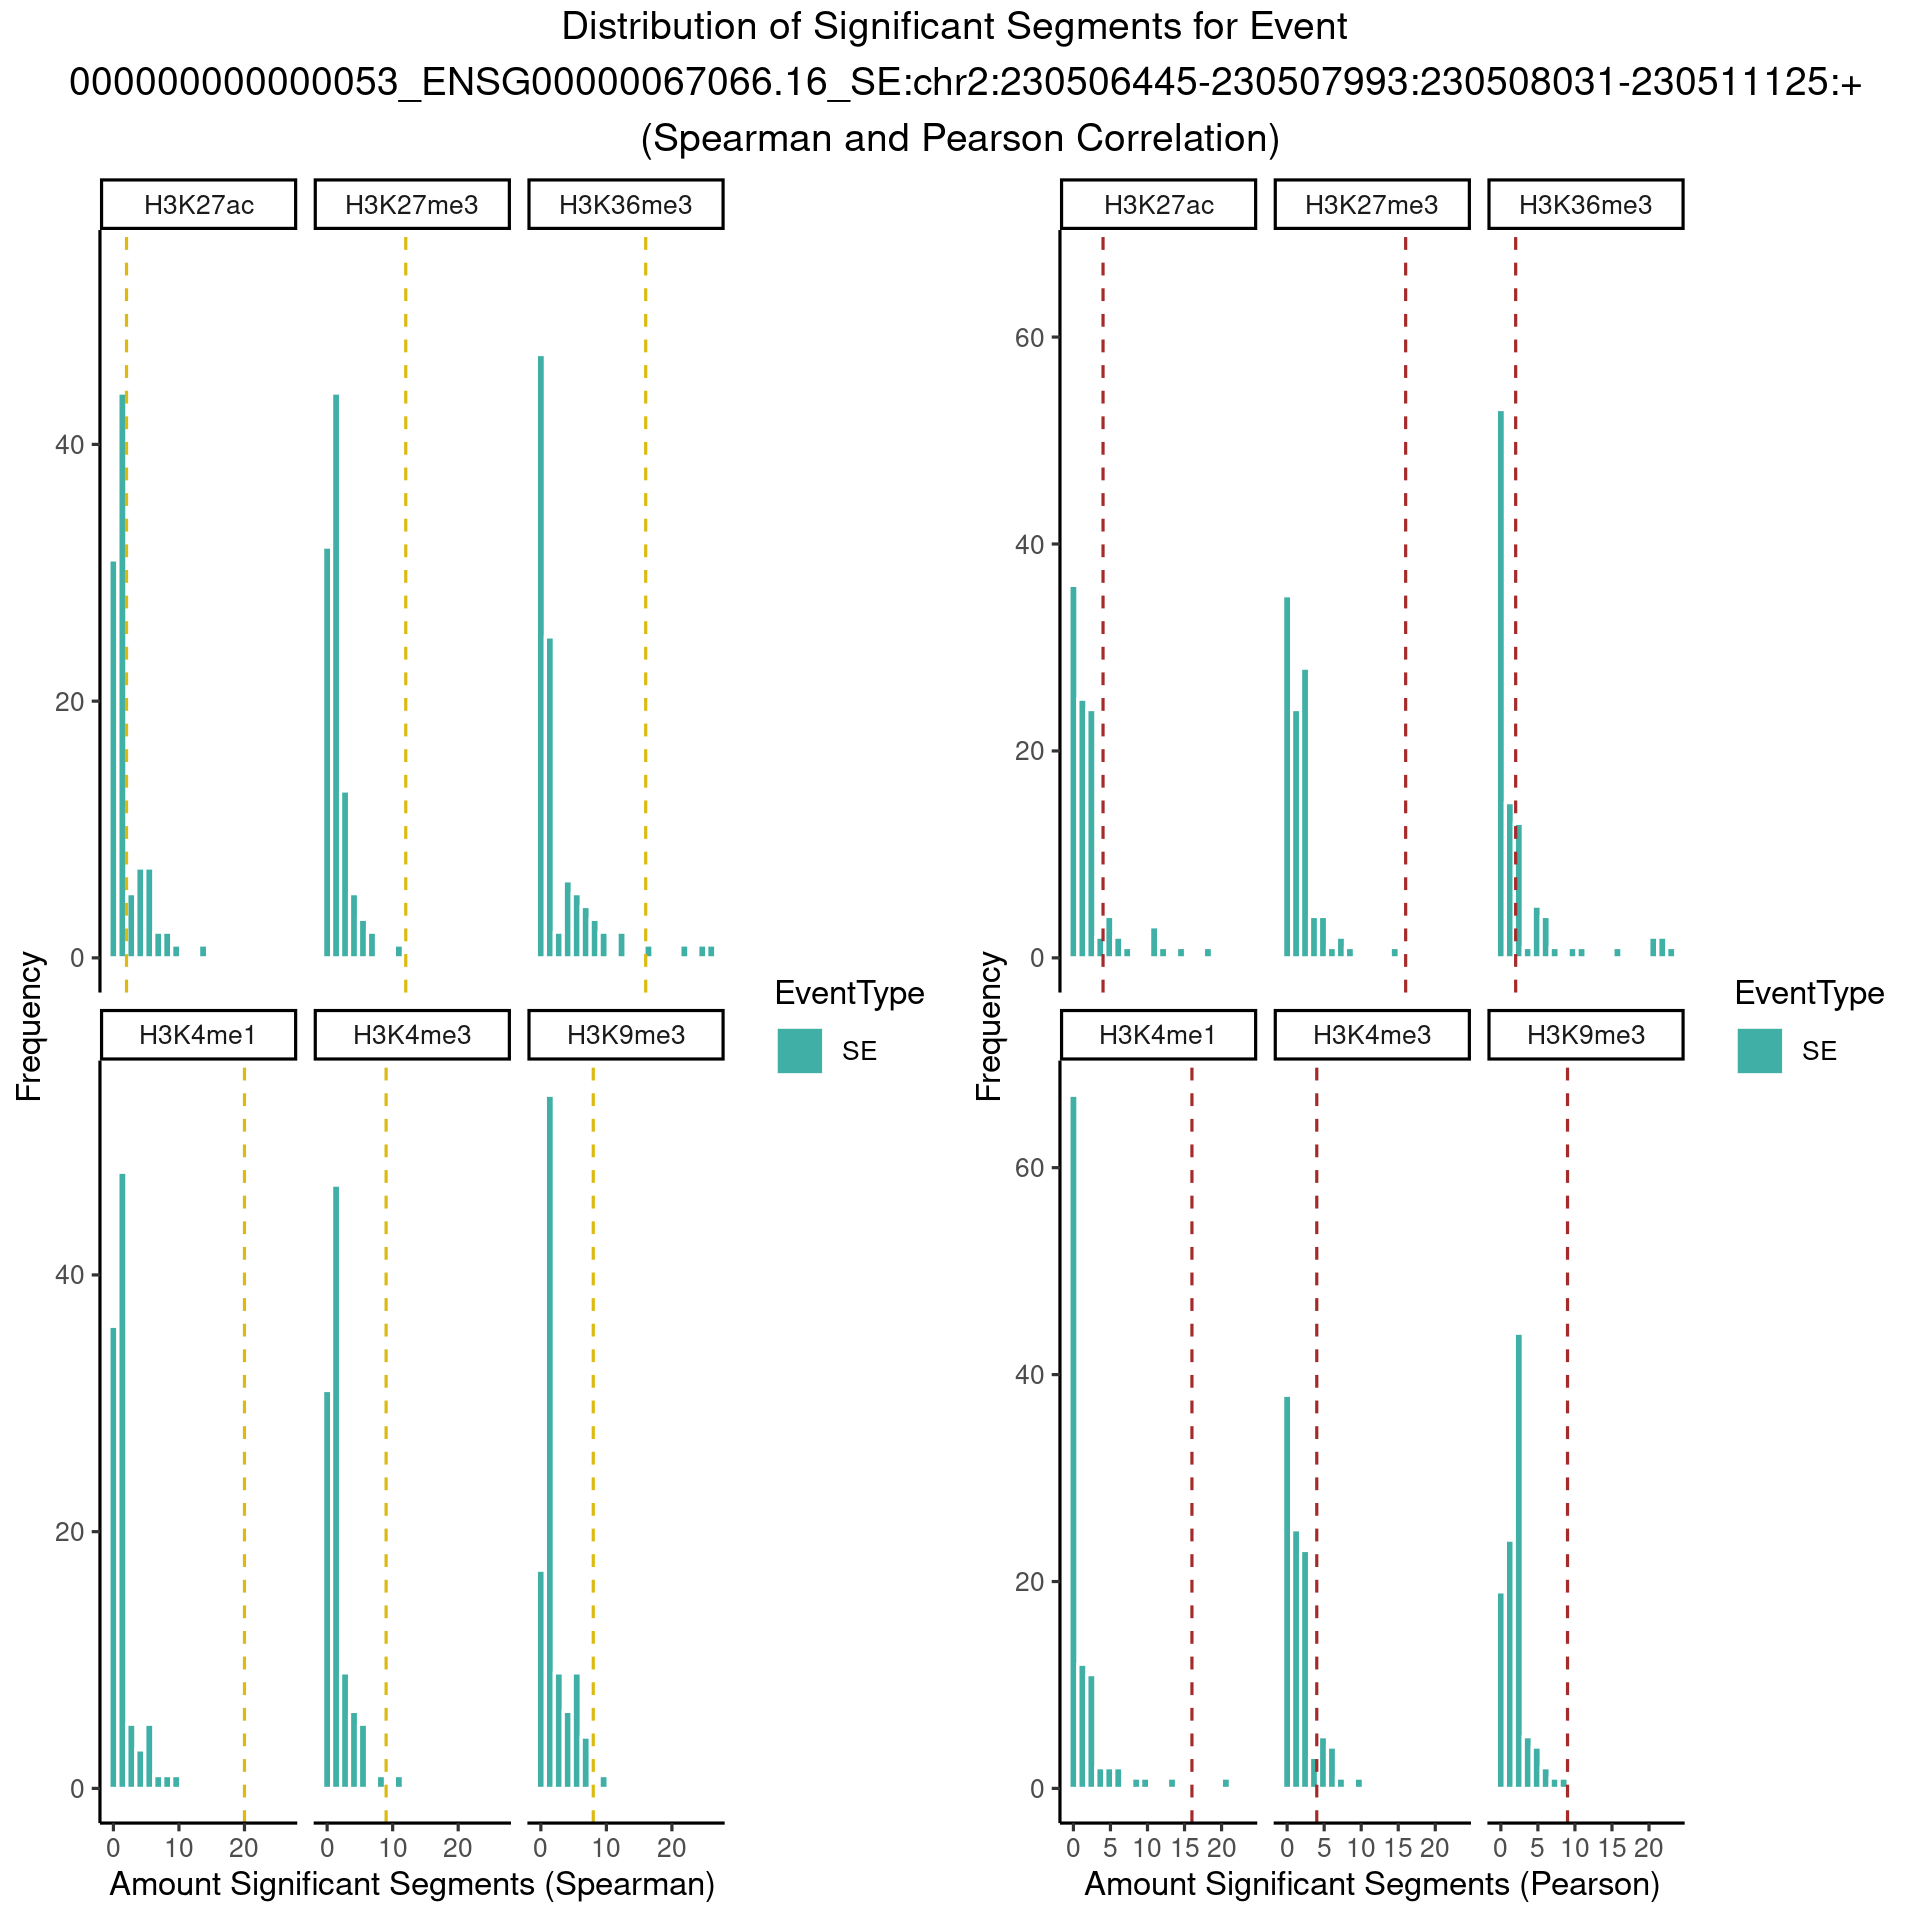 Distribution of Significant Segments for Event
000000000000053_ENSG00000067066.16_SE:chr2:230506445-230507993:230508031-230511125:+
(Spearman and Pearson Correlation)
H3K27ac H3K27me3 H3K36me3
40
20
0
H3K4me1 H3K4me3 H3K9me3
40
20
0
0 10 20 0 10 20 0 10 20
Frequency
Amount Significant Segments (Spearman)
EventType
SE
H3K27ac H3K27me3 H3K36me3
60
40
20
0
H3K4me1 H3K4me3 H3K9me3
60
40
20
0
0 5 10 15 20 0 5 10 15 20 0 5 10 15 20
Frequency
Amount Significant Segments (Pearson)
EventType
SE